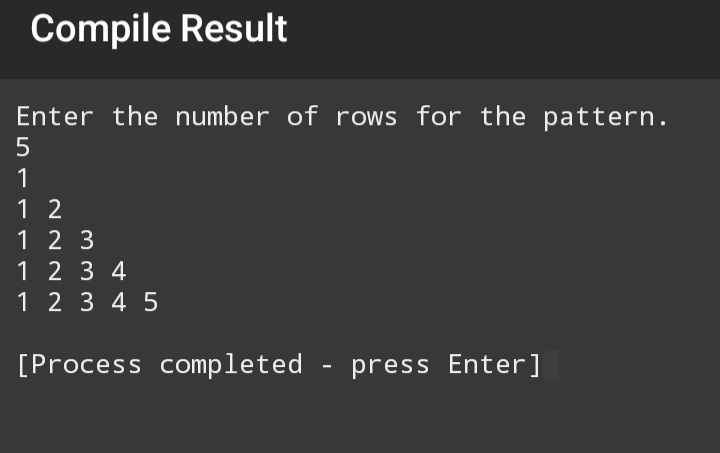 Compile Result
Enter the number of rows for the pattern.
5
1
1 2
1 2 3
1 2 3 4
1 2 3 4 5
[Process completed - press Enter]